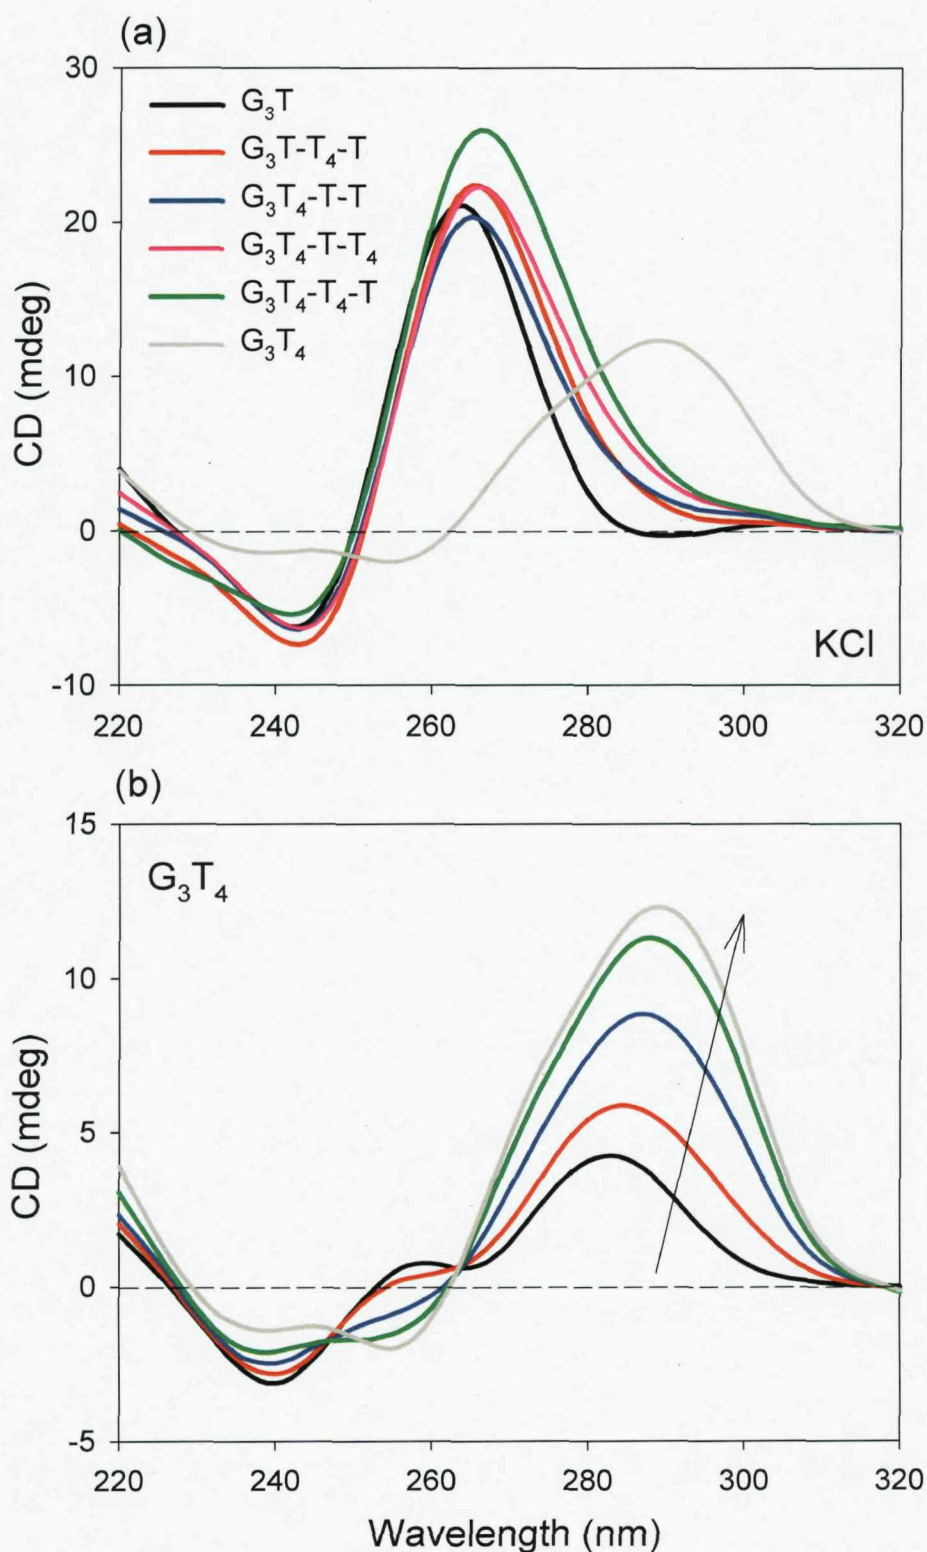 (a)
30
20
10
0
-10
CD (mdeg)
G₃T
G₃T-T₄-T
G₃T₄-T-T
G₃T₄-T-T₄
G₃T₄-T₄-T
G₃T₄
KCl
220 240 260 280 300 320
(b)
15
10
5
0
-5
CD (mdeg)
G₃T₄
220 240 260 280 300 320
Wavelength (nm)